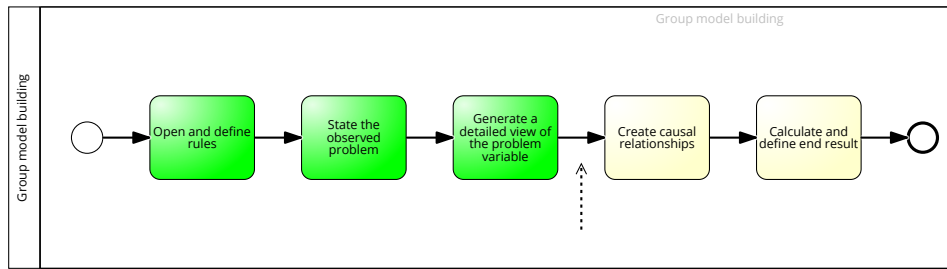 Group model building
Group model building
Open and define
rules
State the
observed
problem
Generate a
detailed view of
the problem
variable
Create causal
relationships
Calculate and
define end result